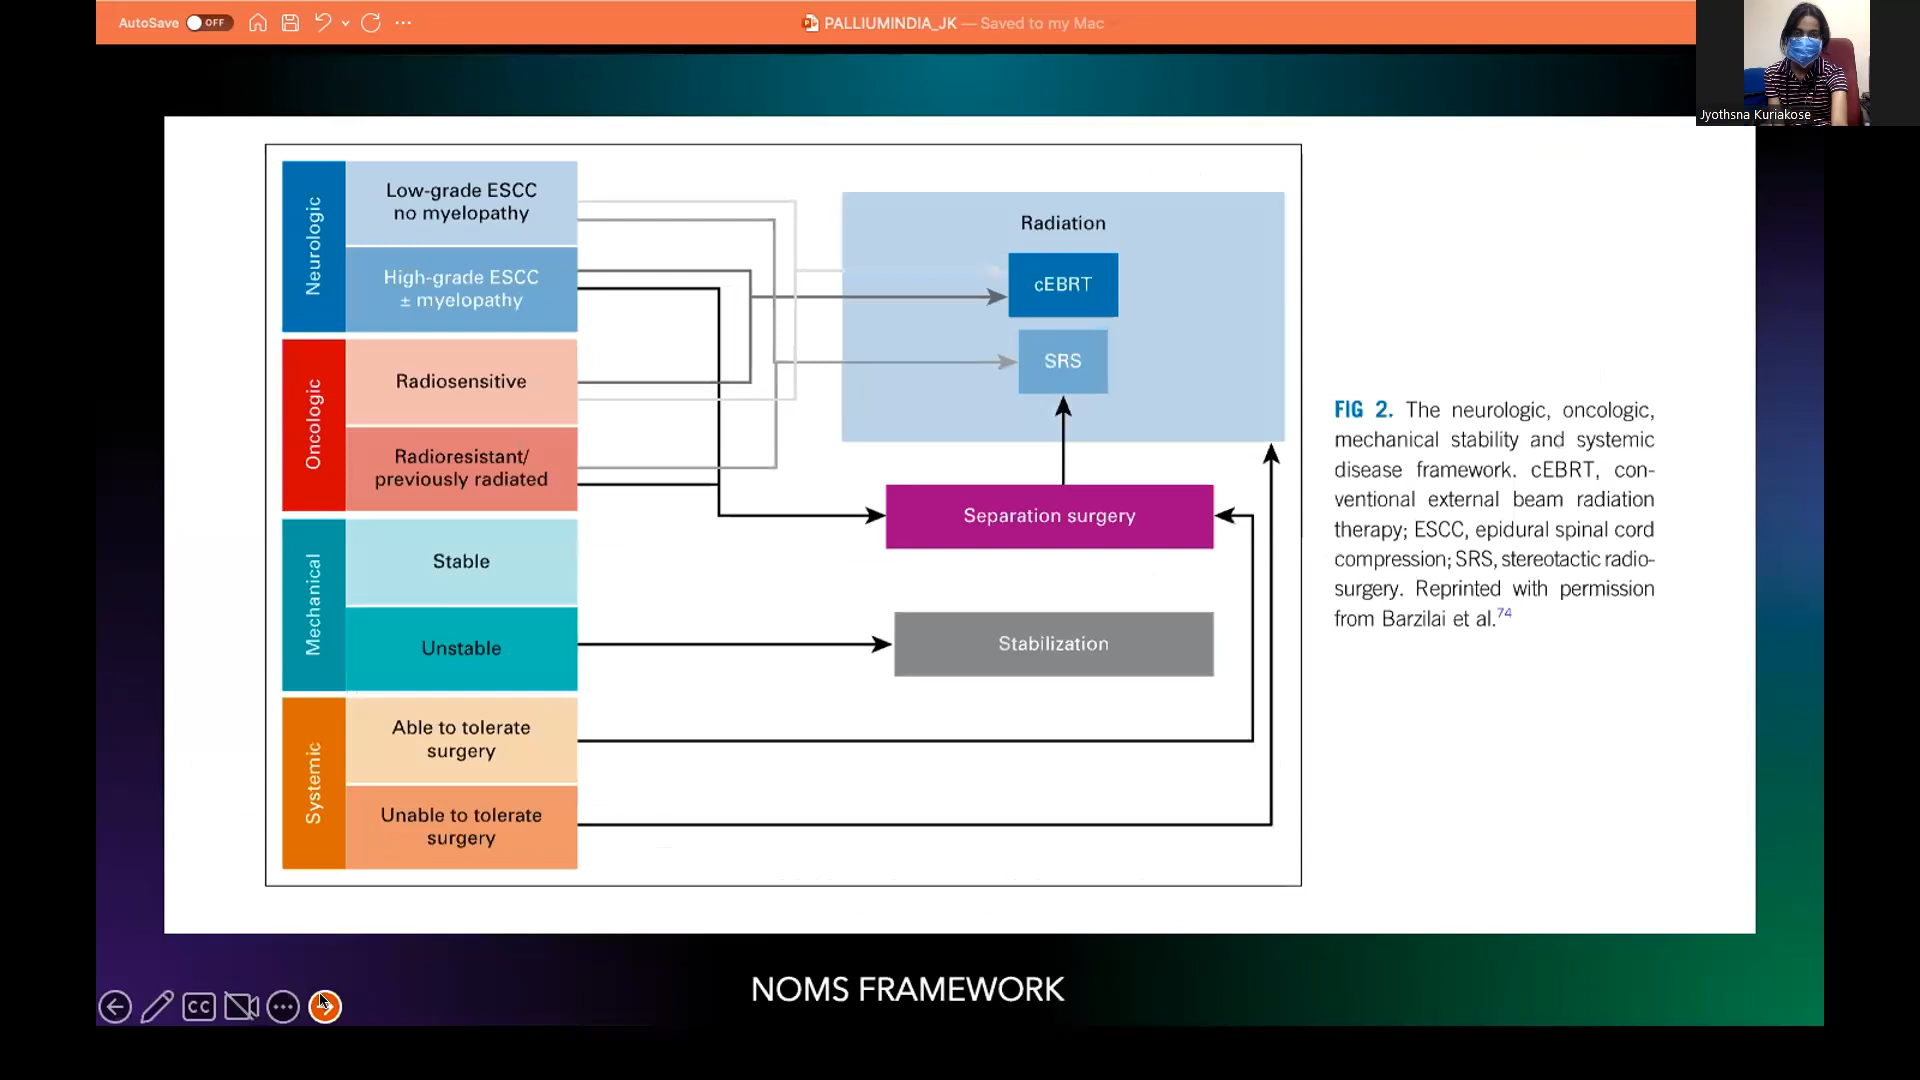 AutoSave OFF
PALLIUMINDIA_JK — Saved to my Mac
Jyothsna Kuriakose
Neurologic
Low-grade ESCC
no myelopathy
High-grade ESCC
± myelopathy
Oncologic
Radiosensitive
Radioresistant/
previously radiated
Mechanical
Stable
Unstable
Systemic
Able to tolerate
surgery
Unable to tolerate
surgery
Radiation
cEBRT
SRS
Separation surgery
Stabilization
FIG 2. The neurologic, oncologic,
mechanical stability and systemic
disease framework. cEBRT, con-
ventional external beam radiation
therapy; ESCC, epidural spinal cord
compression; SRS, stereotactic radio-
surgery. Reprinted with permission
from Barzilai et al.74
NOMS FRAMEWORK
CC